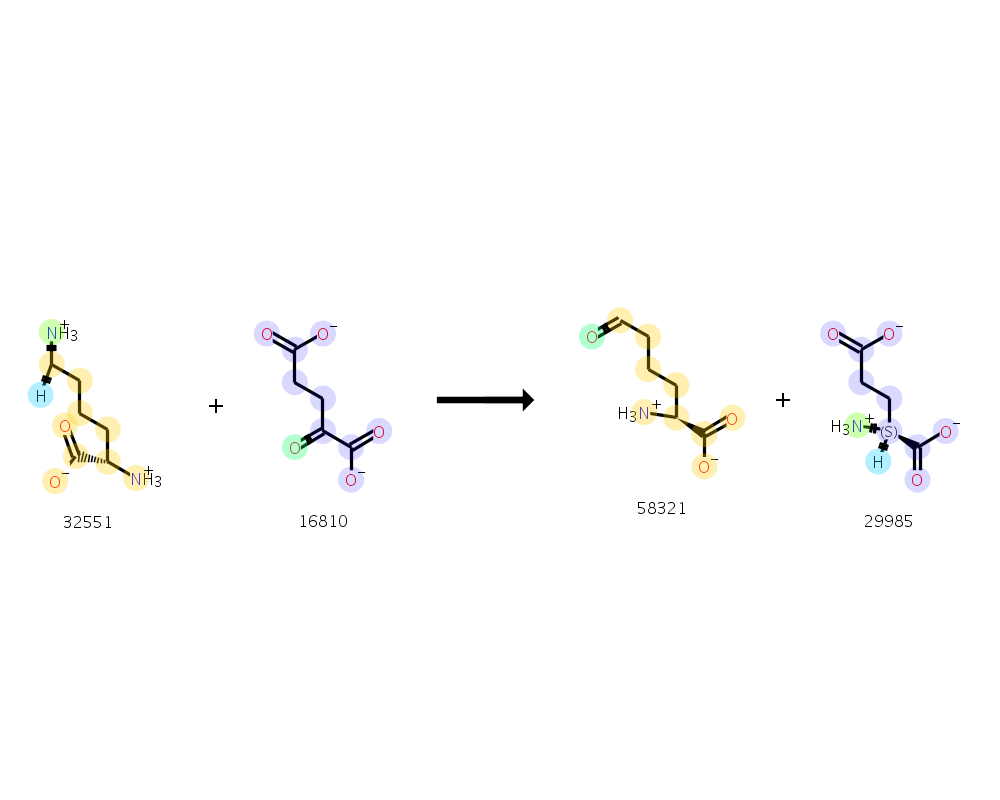 NH3+
H
O
O-
NH3+
32551
+
O
O-
O
O
O-
16810
+
O
H3N+
O
O-
58321
O
O-
H3N+
(S)
O-
H
O
29985